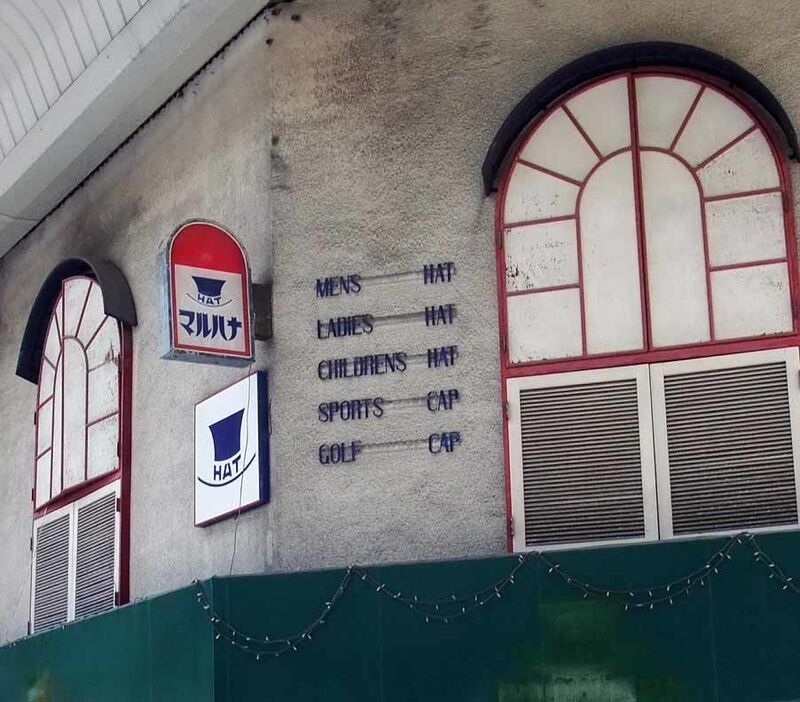 HAT
マルハナ
HAT
MENS HAT
LADIES HAT
CHILDRENS HAT
SPORTS CAP
GOLF CAP